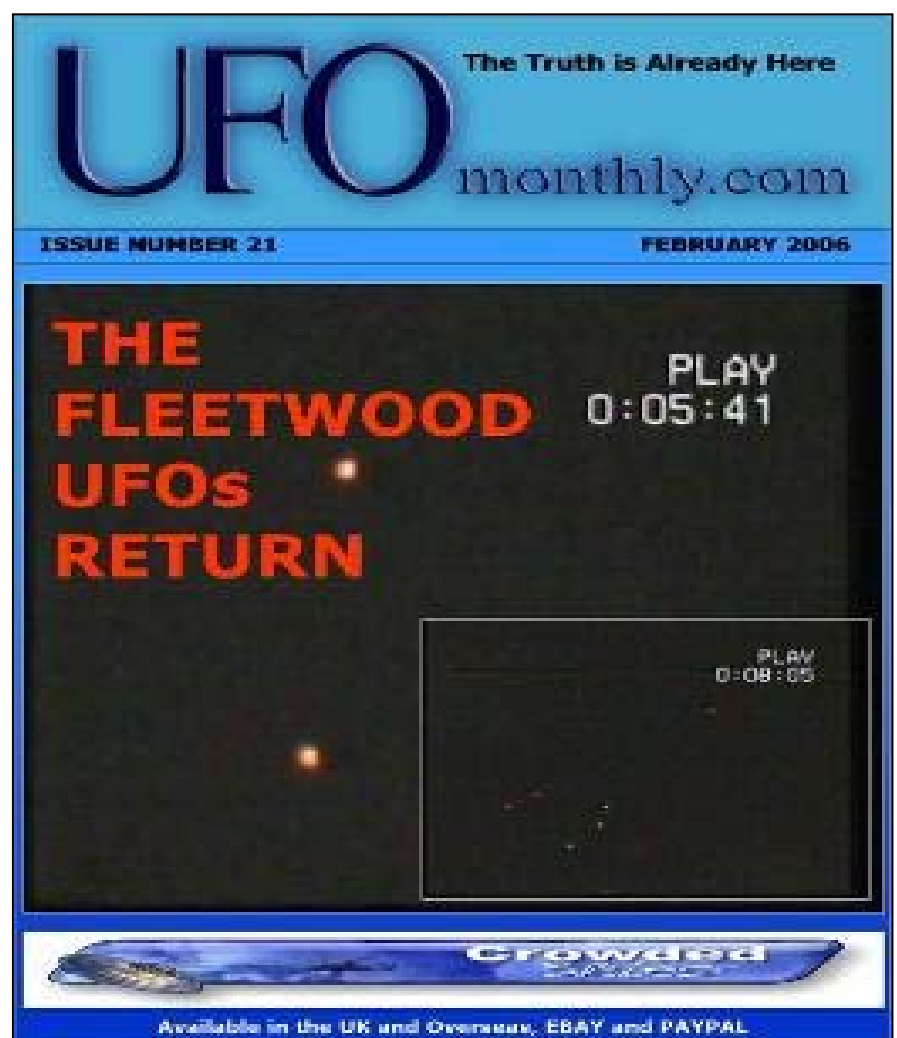 UFO
The Truth is Already Here
monthly.com
ISSUE NUMBER 21
FEBRUARY 2006
THE
FLEETWOOD
UFOs
RETURN
PLAY
0:05:41
PLAY
0:08:05
Crowded
Available in the UK and Overseas, EBAY and PAYPAL